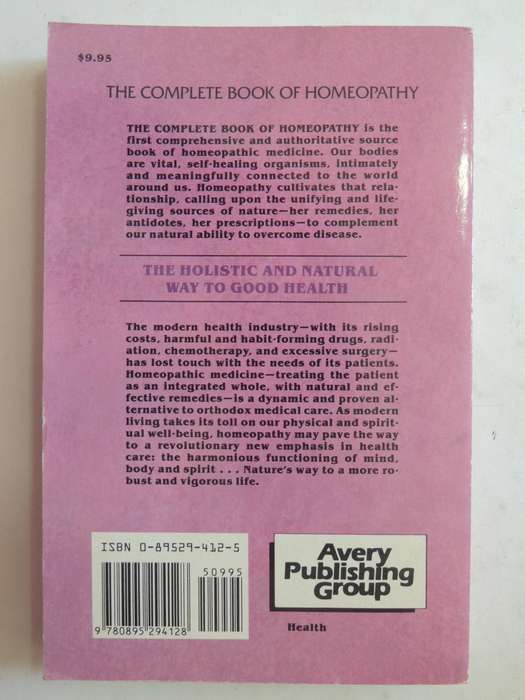 $9.95
THE COMPLETE BOOK OF HOMEOPATHY
THE COMPLETE BOOK OF HOMEOPATHY is the
first comprehensive and authoritative source
book of homeopathic medicine. Our bodies
are vital, self-healing organisms, intimately
and meaningfully connected to the world
around us. Homeopathy cultivates that rela-
tionship, calling upon the unifying and life-
giving sources of nature—her remedies, her
antidotes, her prescriptions—to complement
our natural ability to overcome disease.
THE HOLISTIC AND NATURAL
WAY TO GOOD HEALTH
The modern health industry—with its rising
costs, harmful and habit-forming drugs, radi-
ation, chemotherapy, and excessive surgery—
has lost touch with the needs of its patients.
Homeopathic medicine—treating the patient
as an integrated whole, with natural and ef-
fective remedies—is a dynamic and proven al-
ternative to orthodox medical care. As modern
living takes its toll on our physical and spirit-
ual well-being, homeopathy may pave the way
to a revolutionary new emphasis in health
care: the harmonious functioning of mind,
body and spirit . . . Nature's way to a more ro-
bust and vigorous life.
ISBN 0-89529-412-5
50995
9 780895 294128
Avery
Publishing
Group
Health